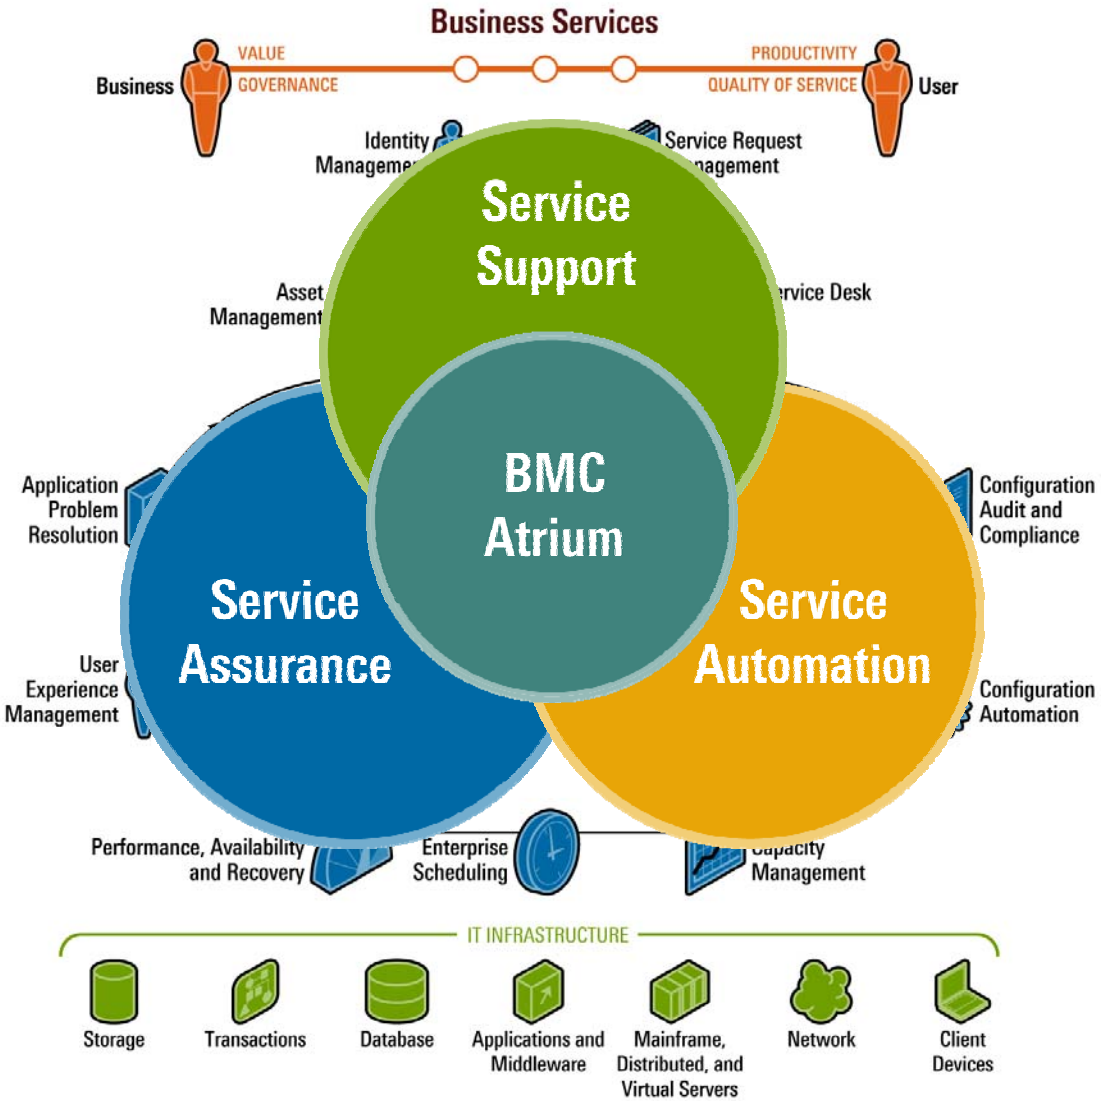 Business Services
VALUE
PRODUCTIVITY
Business
GOVERNANCE
QUALITY OF SERVICE
User
Identity
Service Request
Management
Service
Support
Asset
Management
Desk
BMC
Atrium
Application
Problem
Resolution
Configuration
Audit and
Compliance
Service
Assurance
Service
Automation
User
Experience
Management
Configuration
Automation
Performance, Availability
and Recovery
Enterprise
Scheduling
Capacity
Management
IT INFRASTRUCTURE
Storage
Transactions
Database
Applications and
Middleware
Mainframe,
Distributed, and
Virtual Servers
Network
Client
Devices